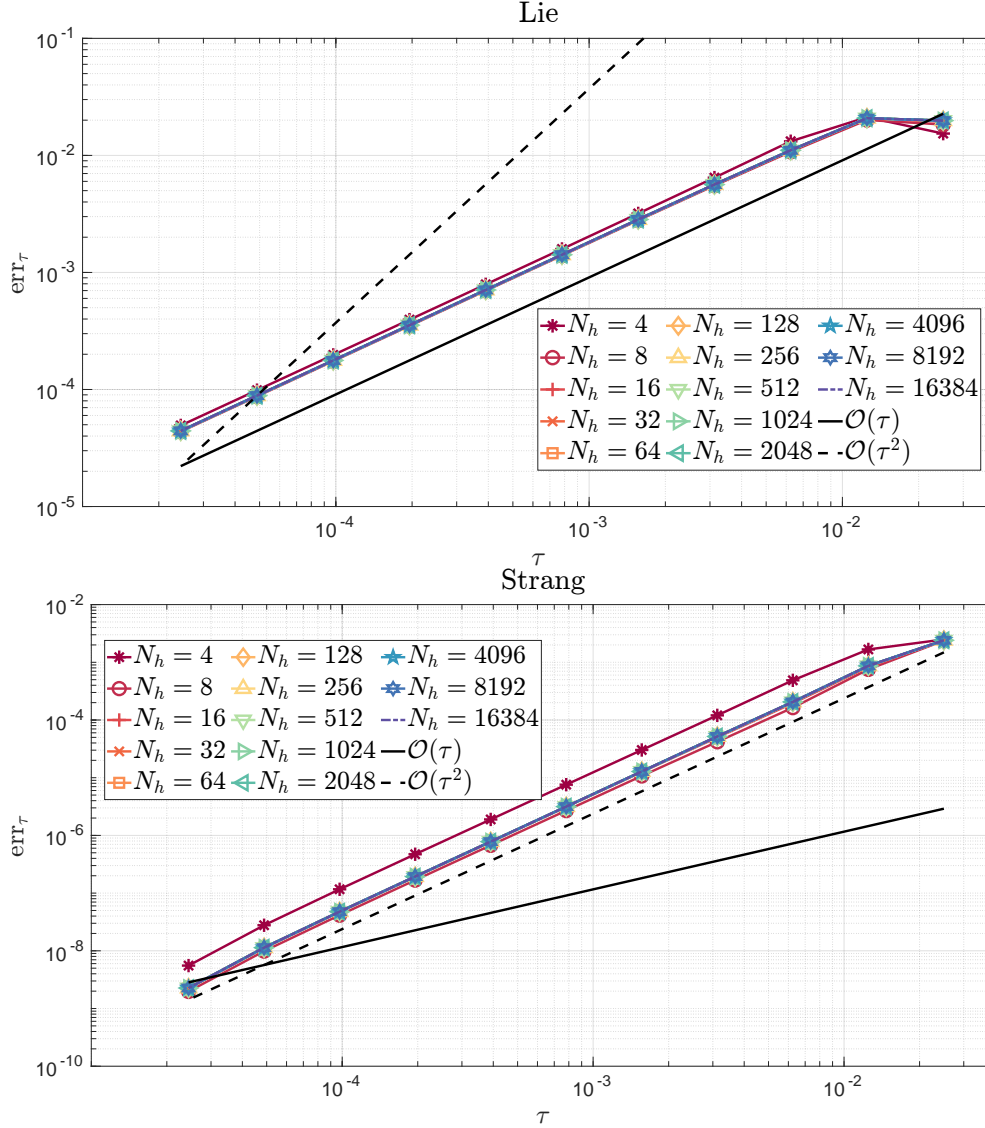 Lie
10^-1
10^-2
10^-3
10^-4
10^-5
err_τ
N_h = 4 N_h = 128 N_h = 4096
N_h = 8 N_h = 256 N_h = 8192
N_h = 16 N_h = 512 N_h = 16384
N_h = 32 N_h = 1024 O(τ)
N_h = 64 N_h = 2048 O(τ^2)
10^-4 10^-3 10^-2
τ
Strang
10^-2
10^-4
10^-6
10^-8
10^-10
err_τ
N_h = 4 N_h = 128 N_h = 4096
N_h = 8 N_h = 256 N_h = 8192
N_h = 16 N_h = 512 N_h = 16384
N_h = 32 N_h = 1024 O(τ)
N_h = 64 N_h = 2048 O(τ^2)
10^-4 10^-3 10^-2
τ